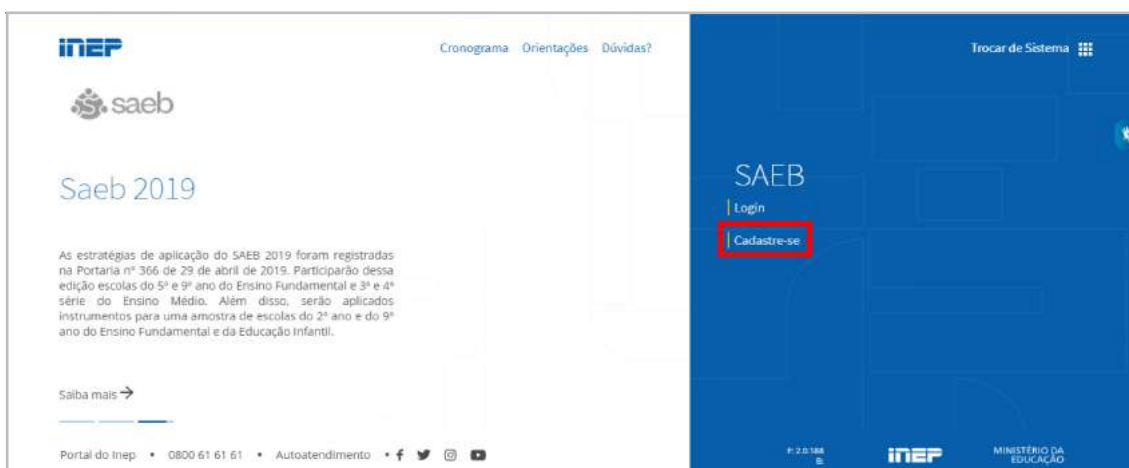 inep
Cronograma Orientações Dúvidas?
Trocar de Sistema
saeb
Saeb 2019
As estratégias de aplicação do SAEB 2019 foram registradas
na Portaria nº 366 de 29 de abril de 2019. Participarão dessa
edição escolas do 5º e 9º ano do Ensino Fundamental e 3ª e 4ª
série do Ensino Médio. Além disso, serão aplicados
instrumentos para uma amostra de escolas do 2º ano e do 9º
ano do Ensino Fundamental e da Educação Infantil.
Saiba mais
Portal do Inep • 0800 61 61 61 • Autoatendimento •
SAEB
Login
Cadastre-se
inep
MINISTÉRIO DA
EDUCAÇÃO